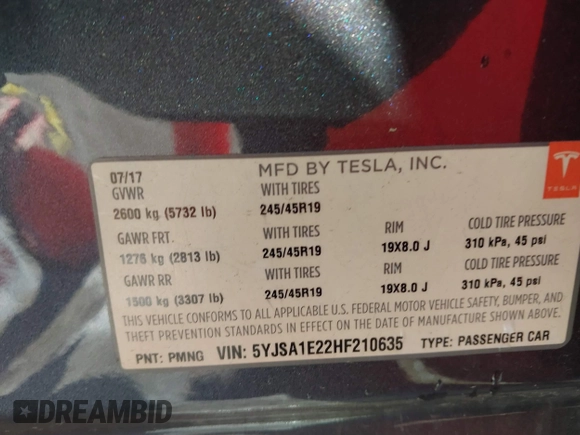 07/17 MFD BY TESLA, INC.
GVWR WITH TIRES
2600 kg (5732 lb) 245/45R19
TESLA
GAWR FRT. WITH TIRES RIM COLD TIRE PRESSURE
1276 kg (2813 lb) 245/45R19 19X8.0 J 310 kPa, 45 psi
GAWR RR WITH TIRES RIM COLD TIRE PRESSURE
1500 kg (3307 lb) 245/45R19 19X8.0 J 310 kPa, 45 psi
THIS VEHICLE CONFORMS TO ALL APPLICABLE U.S. FEDERAL MOTOR VEHICLE SAFETY, BUMPER, AND
THEFT PREVENTION STANDARDS IN EFFECT ON THE DATE OF MANUFACTURE SHOWN ABOVE.
PNT: PMNG VIN: 5YJSA1E22HF210635 TYPE: PASSENGER CAR
DREAMBID